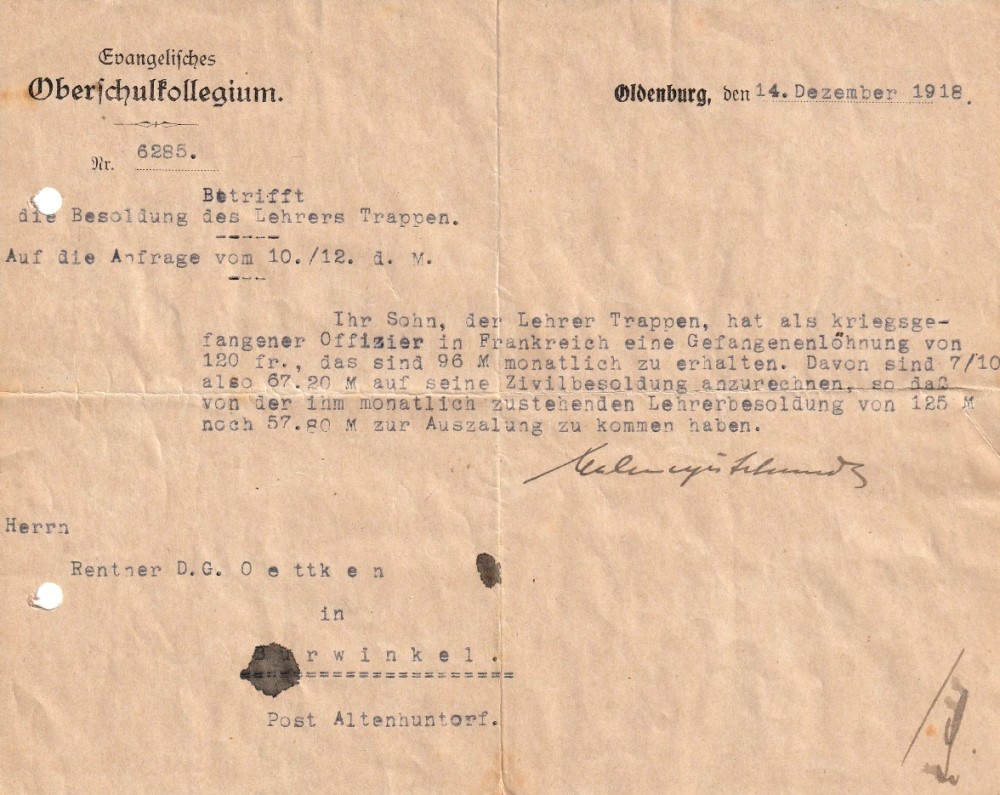 Evangelisches
Oberschulkollegium.
Oldenburg, den 14. Dezember 1918.
Nr. 6285.
Betrifft
die Besoldung des Lehrers Trappen.
Auf die Anfrage vom 10./12. d. M.
Ihr Sohn, der Lehrer Trappen, hat als kriegsge-
fangener Offizier in Frankreich eine Gefangenenlöhnung von
120 fr., das sind 96 M monatlich zu erhalten. Davon sind 7/10
also 67.20 M auf seine Zivilbesoldung anzurechnen, so daß
von der ihm monatlich zustehenden Lehrerbesoldung von 125 M
noch 57.80 M zur Auszalung zu kommen haben.
Herrn
Rentner D.G. Oettken
in
Burwinkel.
Post Altenhuntorf.